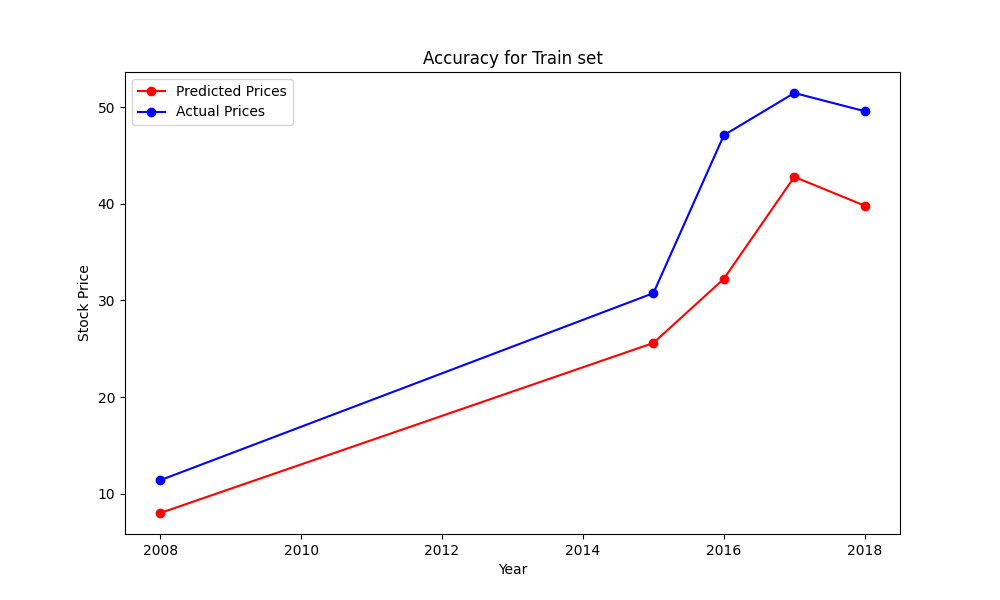 Accuracy for Train set
Predicted Prices
Actual Prices
50
40
30
20
10
Stock Price
2008 2010 2012 2014 2016 2018
Year